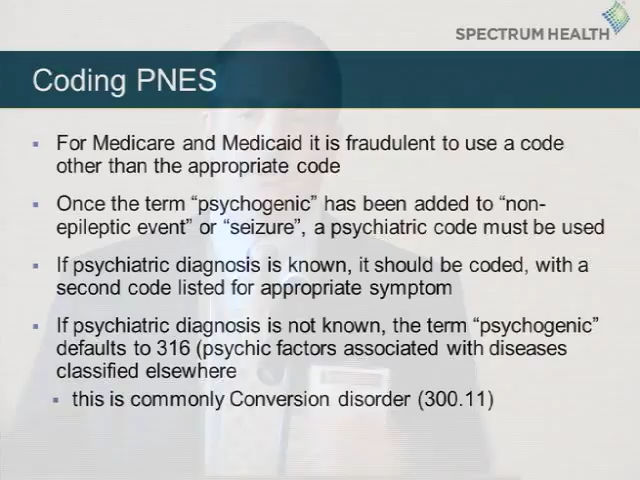 SPECTRUM HEALTH
Coding PNES
▪ For Medicare and Medicaid it is fraudulent to use a code
other than the appropriate code
▪ Once the term “psychogenic” has been added to “non-
epileptic event” or “seizure”, a psychiatric code must be used
▪ If psychiatric diagnosis is known, it should be coded, with a
second code listed for appropriate symptom
▪ If psychiatric diagnosis is not known, the term “psychogenic”
defaults to 316 (psychic factors associated with diseases
classified elsewhere
▪ this is commonly Conversion disorder (300.11)